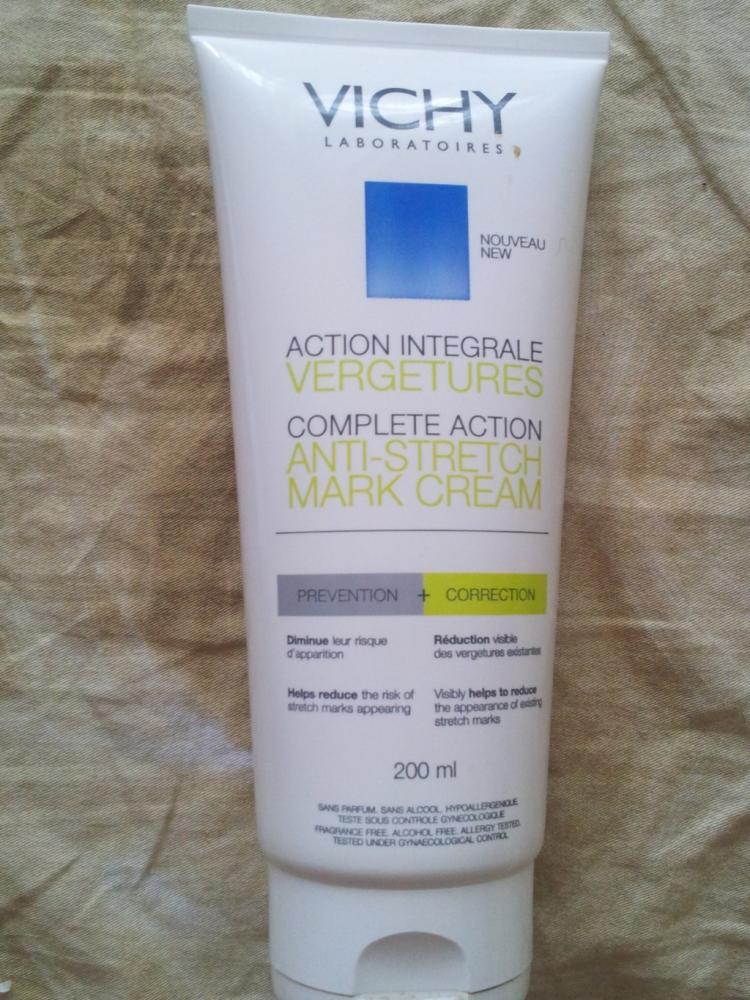 VICHY
LABORATOIRES
NOUVEAU
NEW
ACTION INTEGRALE
VERGETURES
COMPLETE ACTION
ANTI-STRETCH
MARK CREAM
PREVENTION + CORRECTION
Diminue leur risque
d'apparition
Réduction visible
des vergetures existantes
Helps reduce the risk of
stretch marks appearing
Visibly helps to reduce
the appearance of existing
stretch marks
200 ml
SANS PARFUM. SANS ALCOOL. HYPOALLERGENIQUE.
TESTE SOUS CONTROLE GYNECOLOGIQUE
FRAGRANCE FREE. ALCOHOL FREE. ALLERGY TESTED.
TESTED UNDER GYNAECOLOGICAL CONTROL